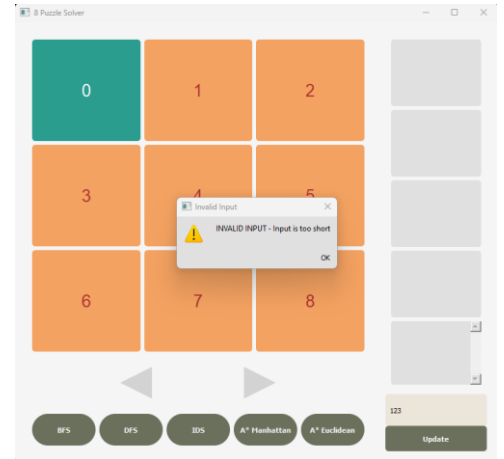 8 Puzzle Solver
0
1
2
3
4
5
Invalid Input
INVALID INPUT - Input is too short
OK
6
7
8
123
BFS
DFS
IDS
A* Manhattan
A* Euclidean
Update